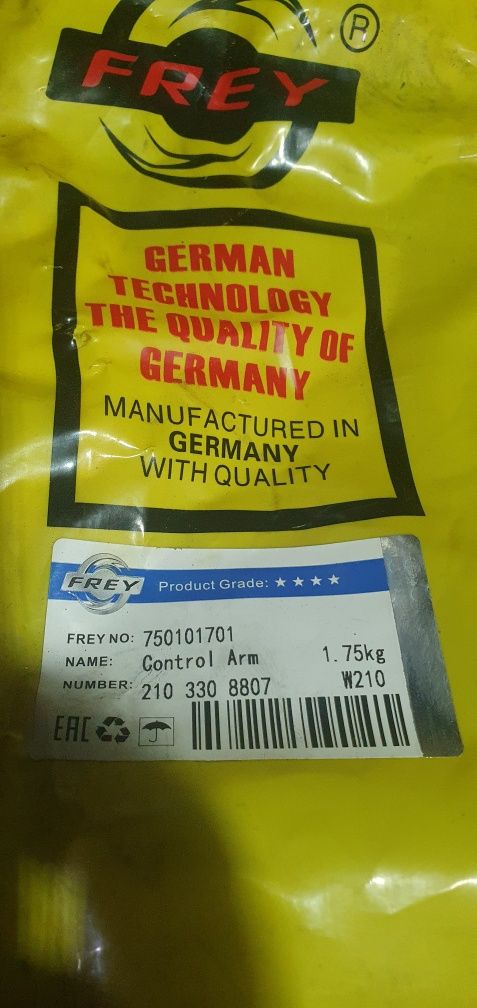 ®
FREY
GERMAN
TECHNOLOGY
THE QUALITY OF
GERMANY
MANUFACTURED IN
GERMANY
WITH QUALITY
FREY Product Grade: ★ ★ ★ ★
FREY NO: 750101701
NAME: Control Arm 1.75kg
NUMBER: 210 330 8807 W210
EAC